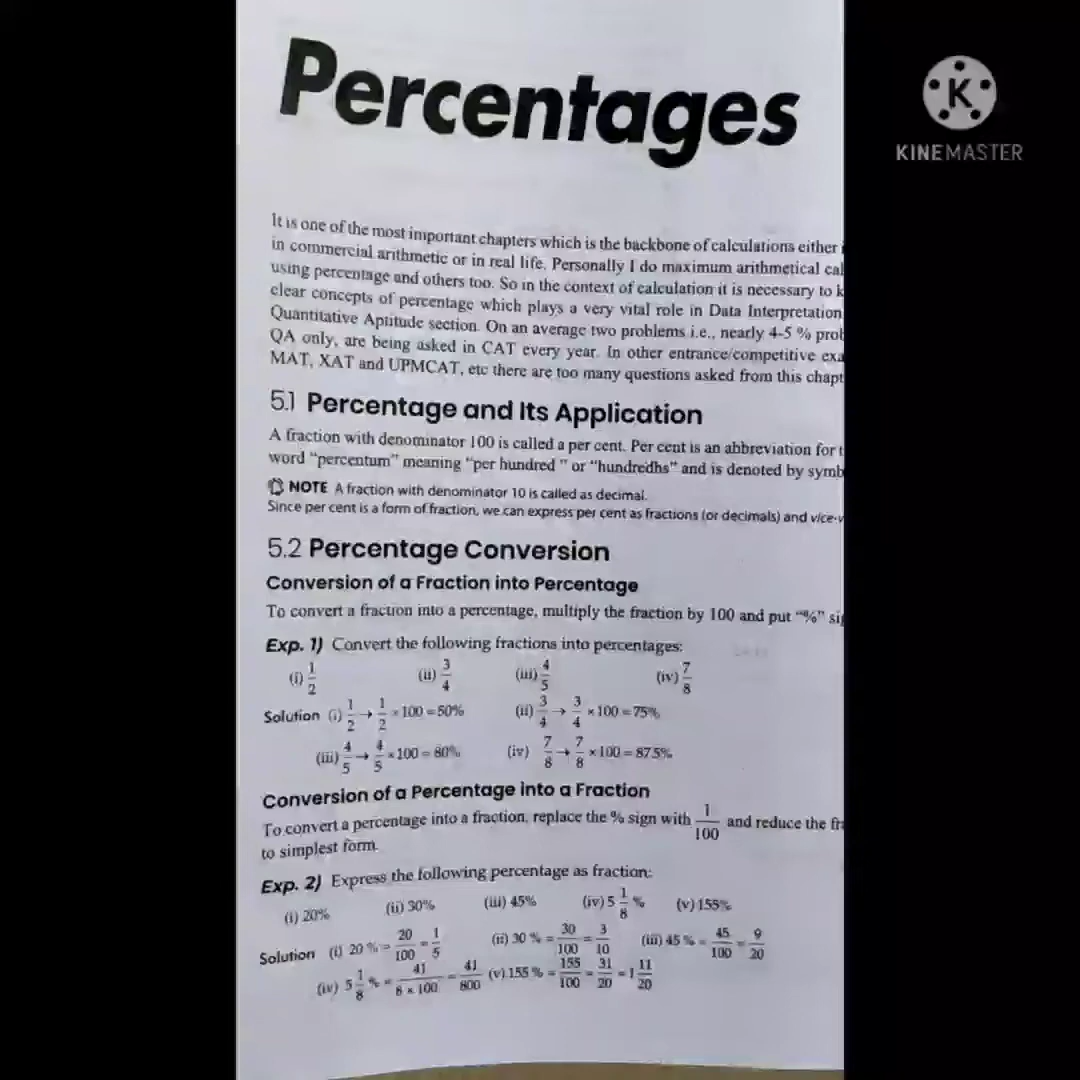 Percentages
KINEMASTER
It is one of the most important chapters which is the backbone of calculations either
in commercial arithmetic or in real life. Personally I do maximum arithmetical cal
using percentage and others too. So in the context of calculation it is necessary to k
clear concepts of percentage which plays a very vital role in Data Interpretation
Quantitative Aptitude section. On an average two problems i.e., nearly 4-5 % prob
QA only, are being asked in CAT every year. In other entrance/competitive exa
MAT, XAT and UPMCAT, etc there are too many questions asked from this chapt
5.1 Percentage and Its Application
A fraction with denominator 100 is called a per cent. Per cent is an abbreviation for t
word "percentum" meaning "per hundred " or "hundredhs" and is denoted by symb
NOTE A fraction with denominator 10 is called as decimal.
Since per cent is a form of fraction, we can express per cent as fractions (or decimals) and vice-v
5.2 Percentage Conversion
Conversion of a Fraction into Percentage
To convert a fraction into a percentage, multiply the fraction by 100 and put "%" sig
Exp. 1) Convert the following fractions into percentages:
(i) 1/2 (ii) 3/4 (iii) 4/5 (iv) 7/8
Solution (i) 1/2 → 1/2 × 100 = 50% (ii) 3/4 → 3/4 × 100 = 75%
(iii) 4/5 → 4/5 × 100 = 80% (iv) 7/8 → 7/8 × 100 = 87.5%
Conversion of a Percentage into a Fraction
To convert a percentage into a fraction, replace the % sign with 1/100 and reduce the fra
to simplest form.
Exp. 2) Express the following percentage as fraction:
(i) 20% (ii) 30% (iii) 45% (iv) 5 1/8 % (v) 155%
Solution (i) 20 % = 20/100 = 1/5 (ii) 30 % = 30/100 = 3/10 (iii) 45 % = 45/100 = 9/20
(iv) 5 1/8 % = 41/8 × 100 = 41/800 (v) 155 % = 155/100 = 31/20 = 1 11/20